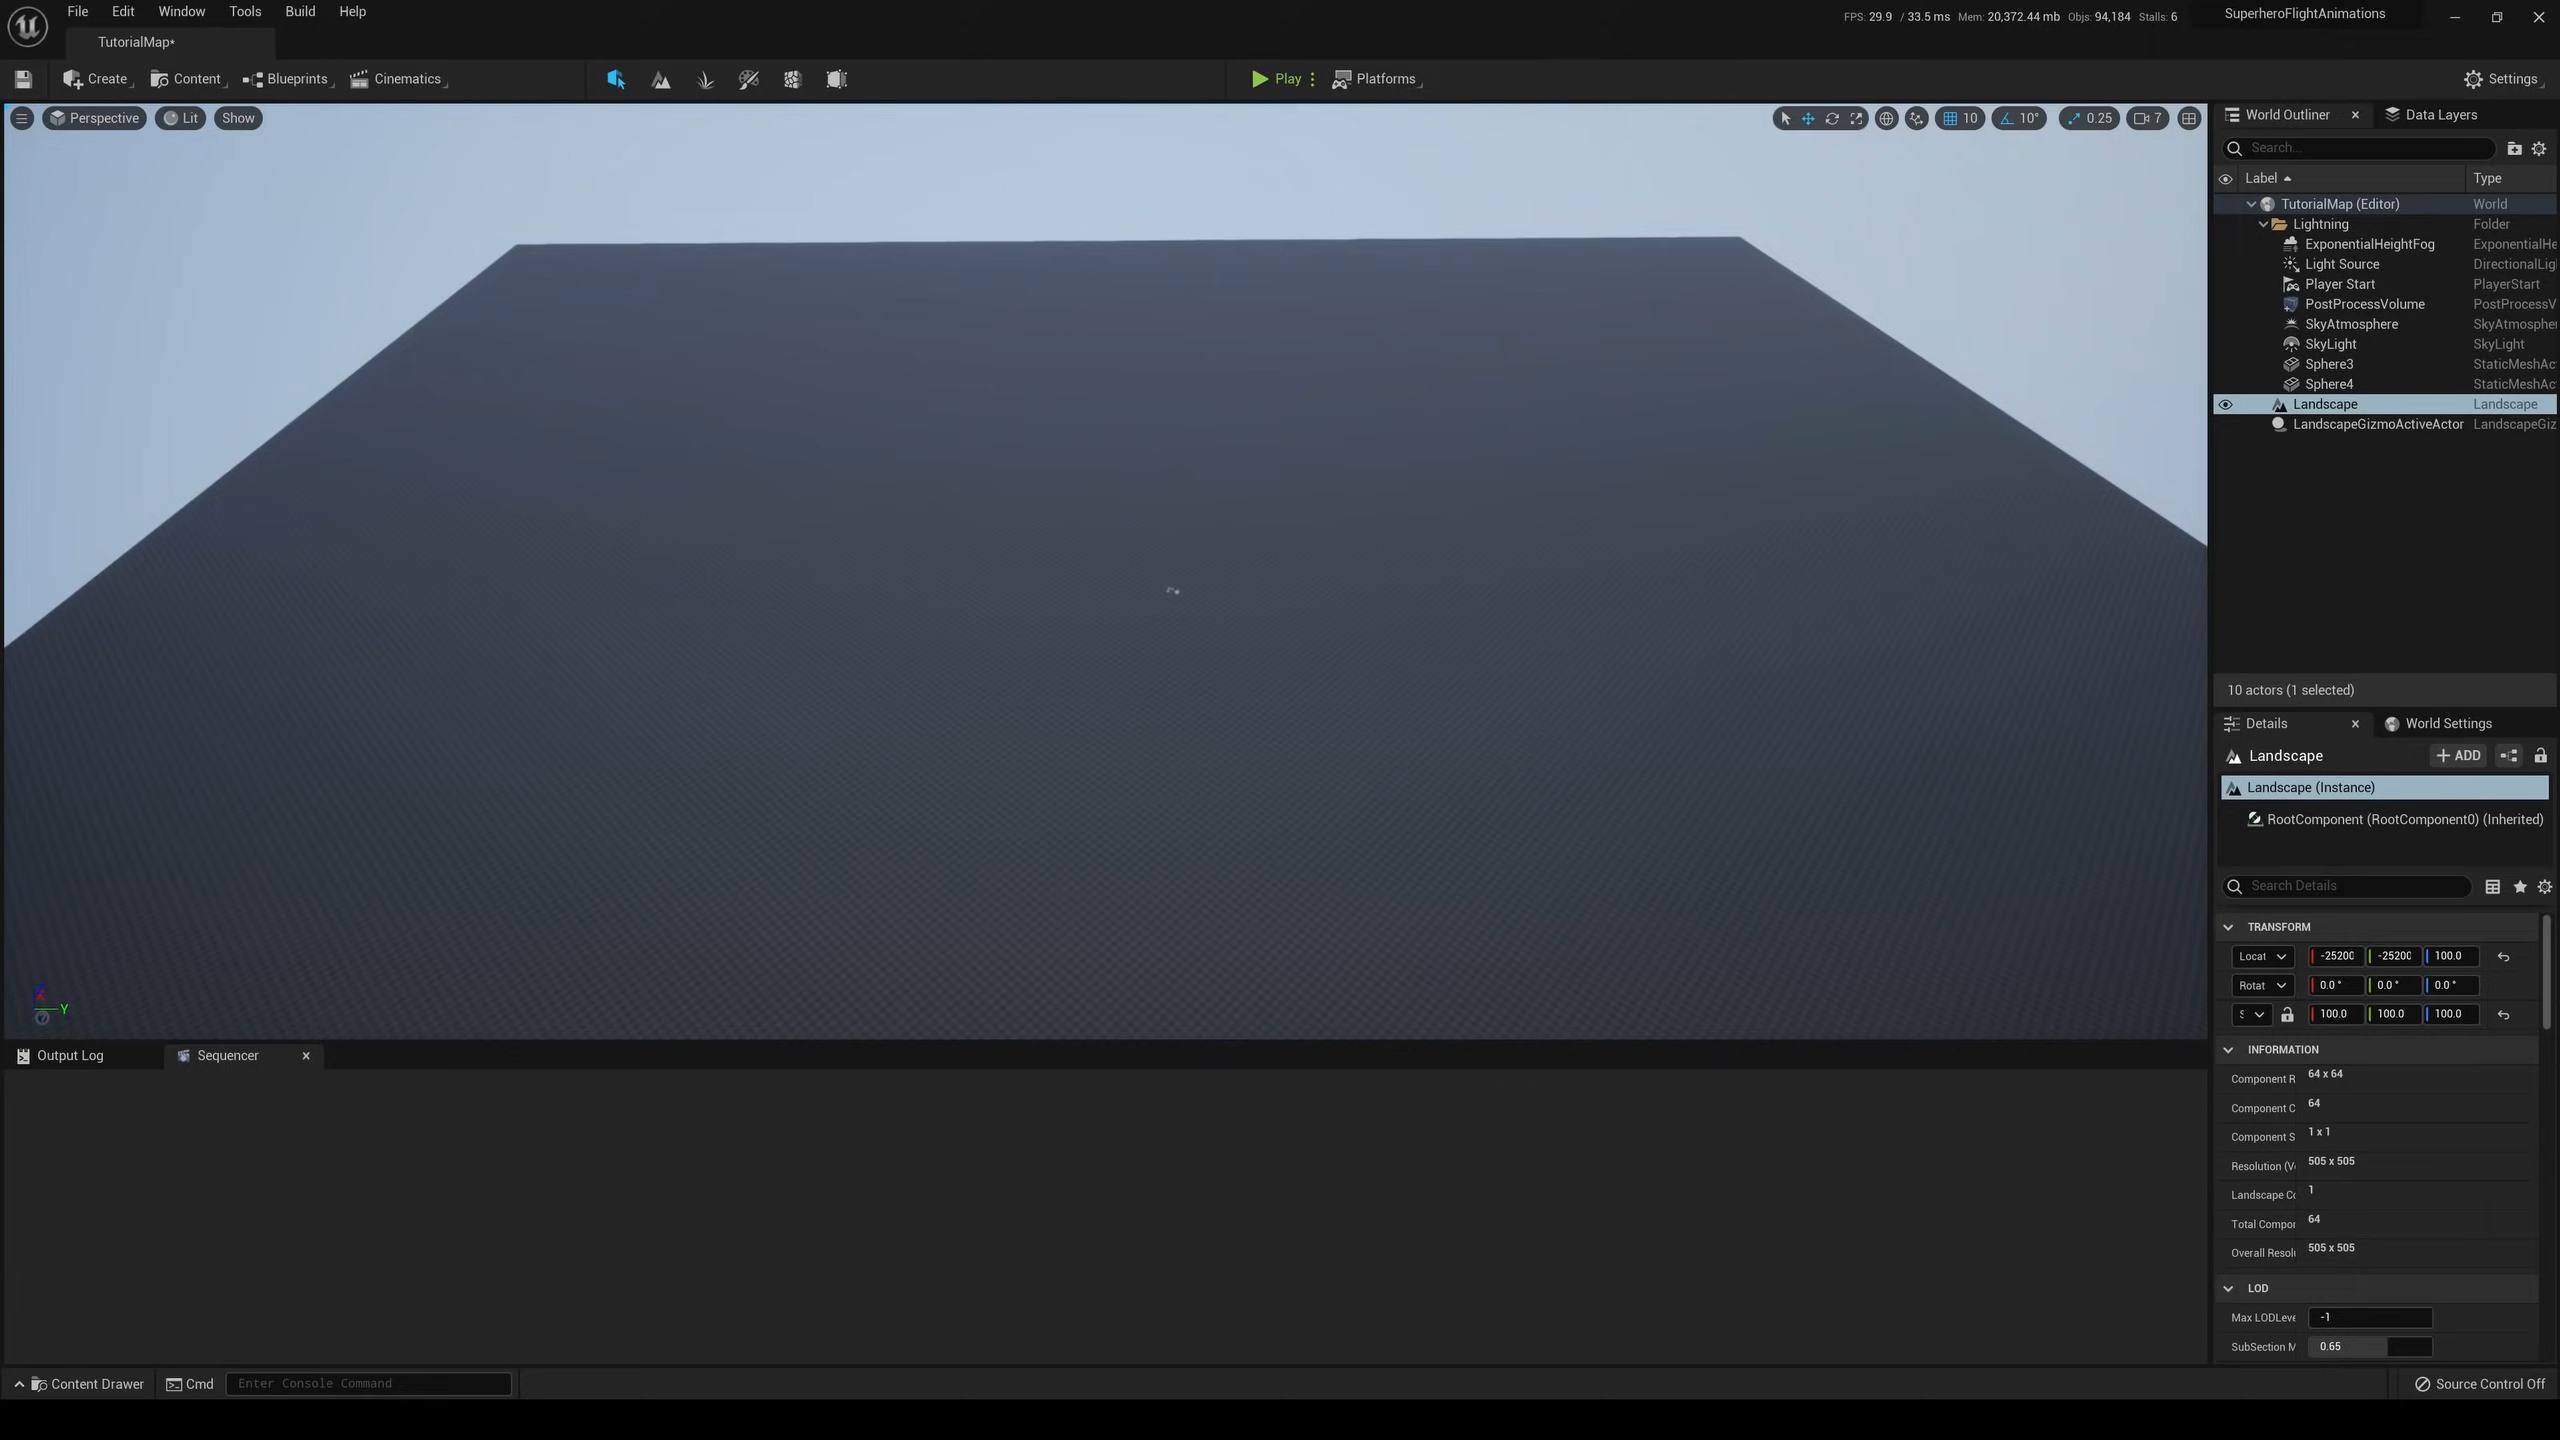 File Edit Window Tools Build Help
FPS: 29.9 / 33.5 ms Mem: 20,372.44 mb Objs: 94,184 Stalls: 6
SuperheroFlightAnimations
TutorialMap*
Create Content Blueprints Cinematics
Play Platforms
Settings
Perspective Lit Show
10 10° 0.25 7
World Outliner Data Layers
Search...
Label Type
TutorialMap (Editor) World
Lightning Folder
ExponentialHeightFog ExponentialHe
Light Source DirectionalLig
Player Start PlayerStart
PostProcessVolume PostProcessV
SkyAtmosphere SkyAtmosphe
SkyLight SkyLight
Sphere3 StaticMeshAc
Sphere4 StaticMeshAc
Landscape Landscape
LandscapeGizmoActiveActor LandscapeGiz
10 actors (1 selected)
Details World Settings
Landscape ADD
Landscape (Instance)
RootComponent (RootComponent0) (Inherited)
Search Details
TRANSFORM
Locat -25200 -25200 100.0
Rotat 0.0 ° 0.0 ° 0.0 °
100.0 100.0 100.0
INFORMATION
Component R 64 x 64
Component C 64
Component S 1 x 1
Resolution (Ve 505 x 505
Landscape Co 1
Total Compor 64
Overall Resolu 505 x 505
LOD
Max LODLeve -1
SubSection M 0.65
Y
Output Log Sequencer
Content Drawer Cmd Enter Console Command
Source Control Off